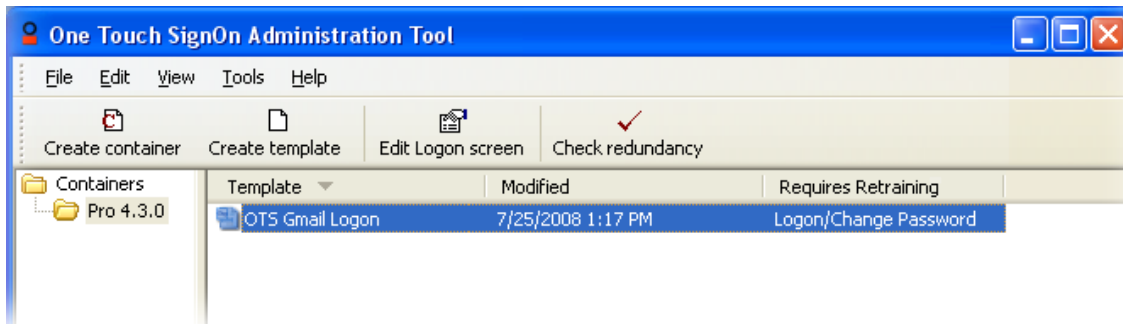 One Touch SignOn Administration Tool
File Edit View Tools Help
Create container Create template Edit Logon screen Check redundancy
Containers Template Modified Requires Retraining
Pro 4.3.0 OTS Gmail Logon 7/25/2008 1:17 PM Logon/Change Password